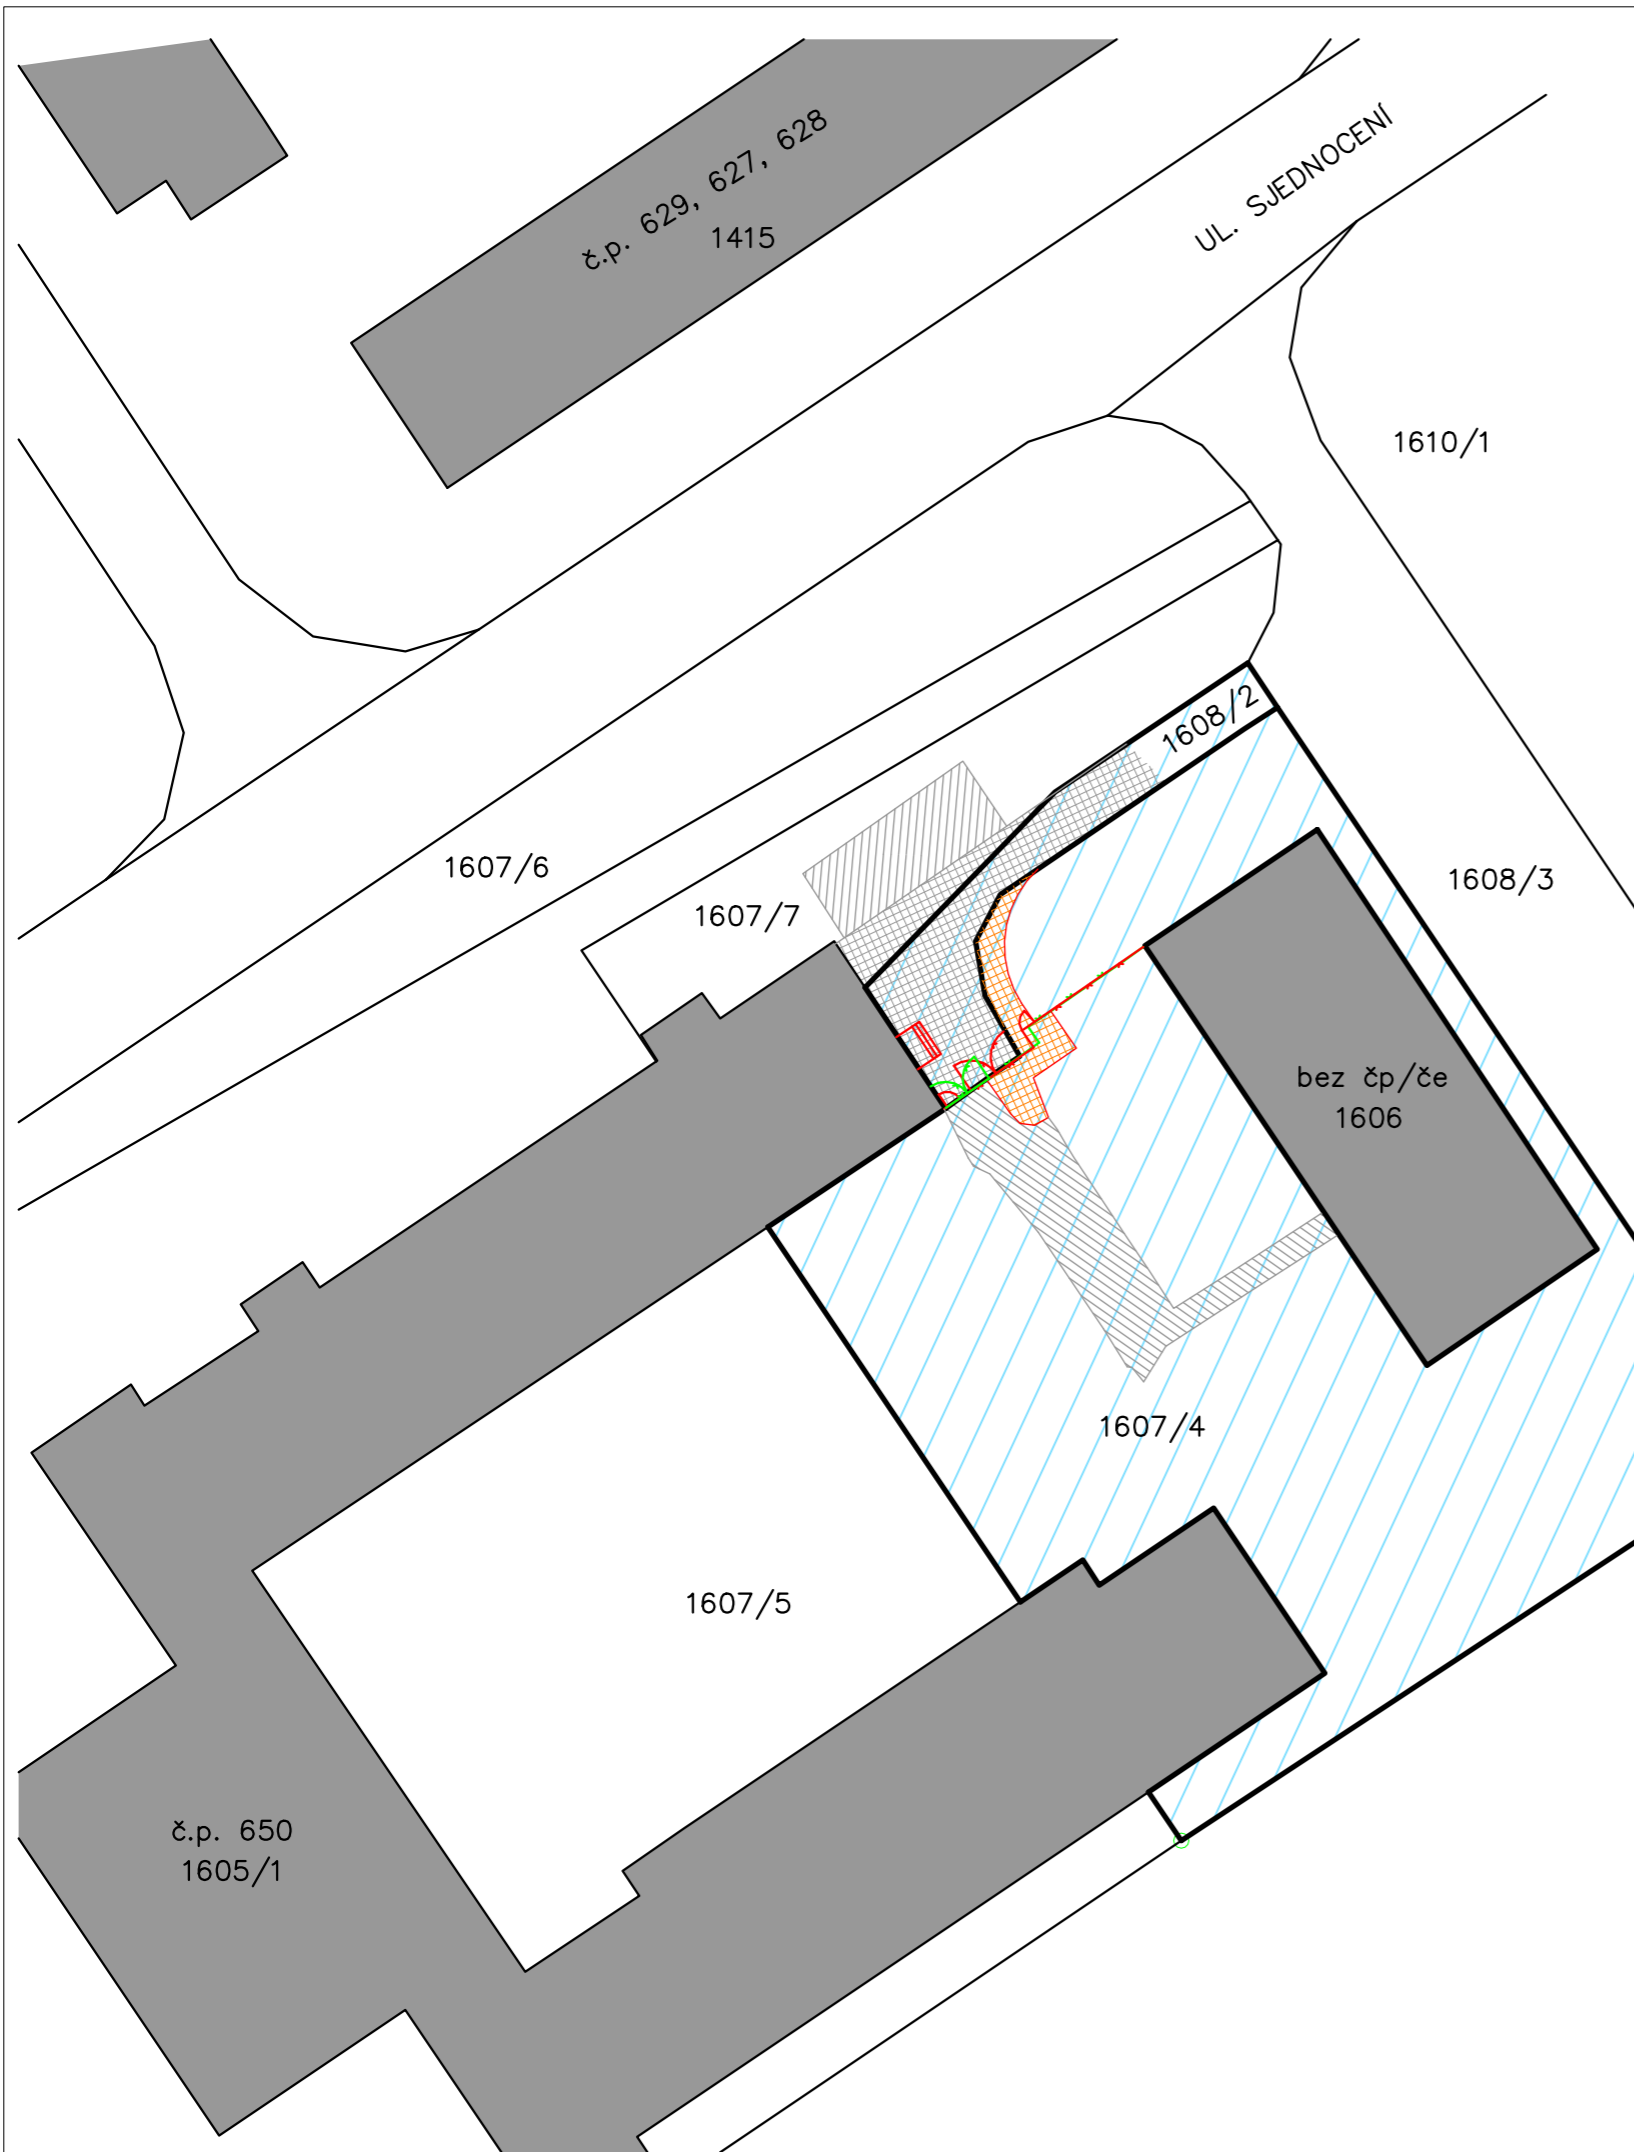 č.p. 629, 627, 628
1415
UL. SJEDNOCENÍ
1610/1
1608/2
1607/6
1608/3
1607/7
bez čp/če
1606
1607/4
1607/5
č.p. 650
1605/1